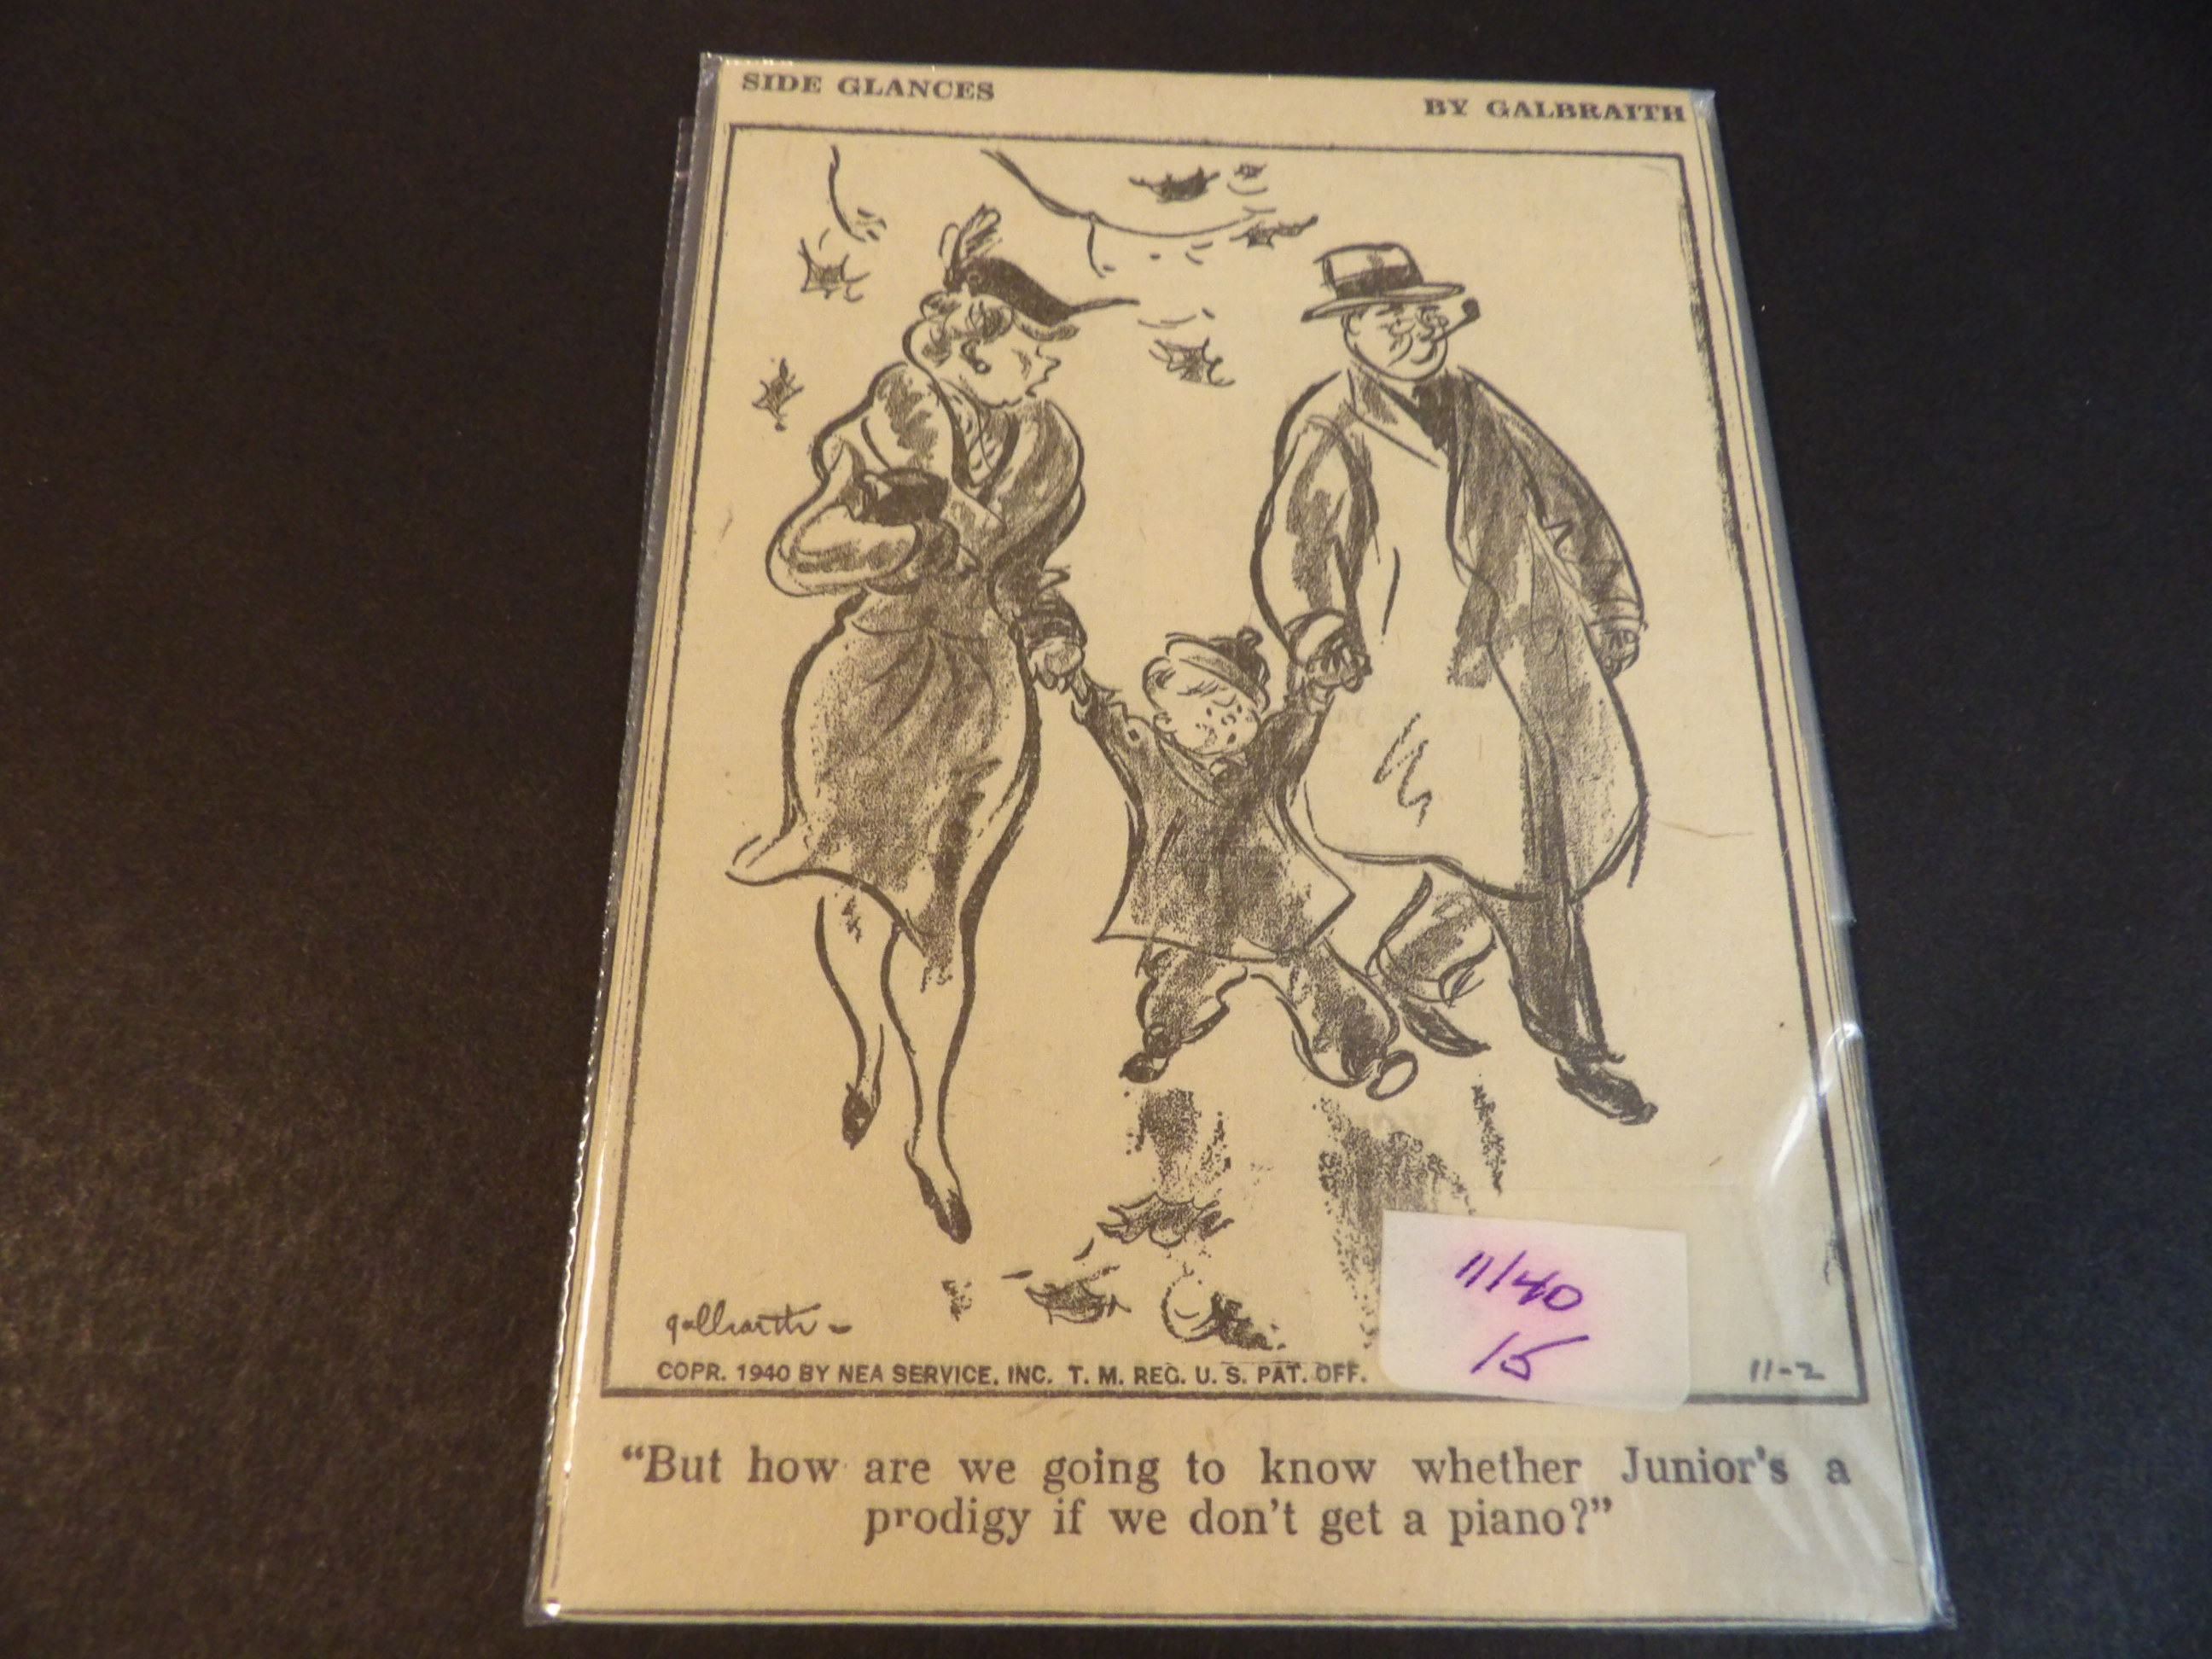 SIDE GLANCES
BY GALBRAITH
galbraith
COPR. 1940 BY NEA SERVICE, INC. T. M. REG. U. S. PAT. OFF.
11/40
15
11-2
“But how are we going to know whether Junior's a
prodigy if we don't get a piano?”